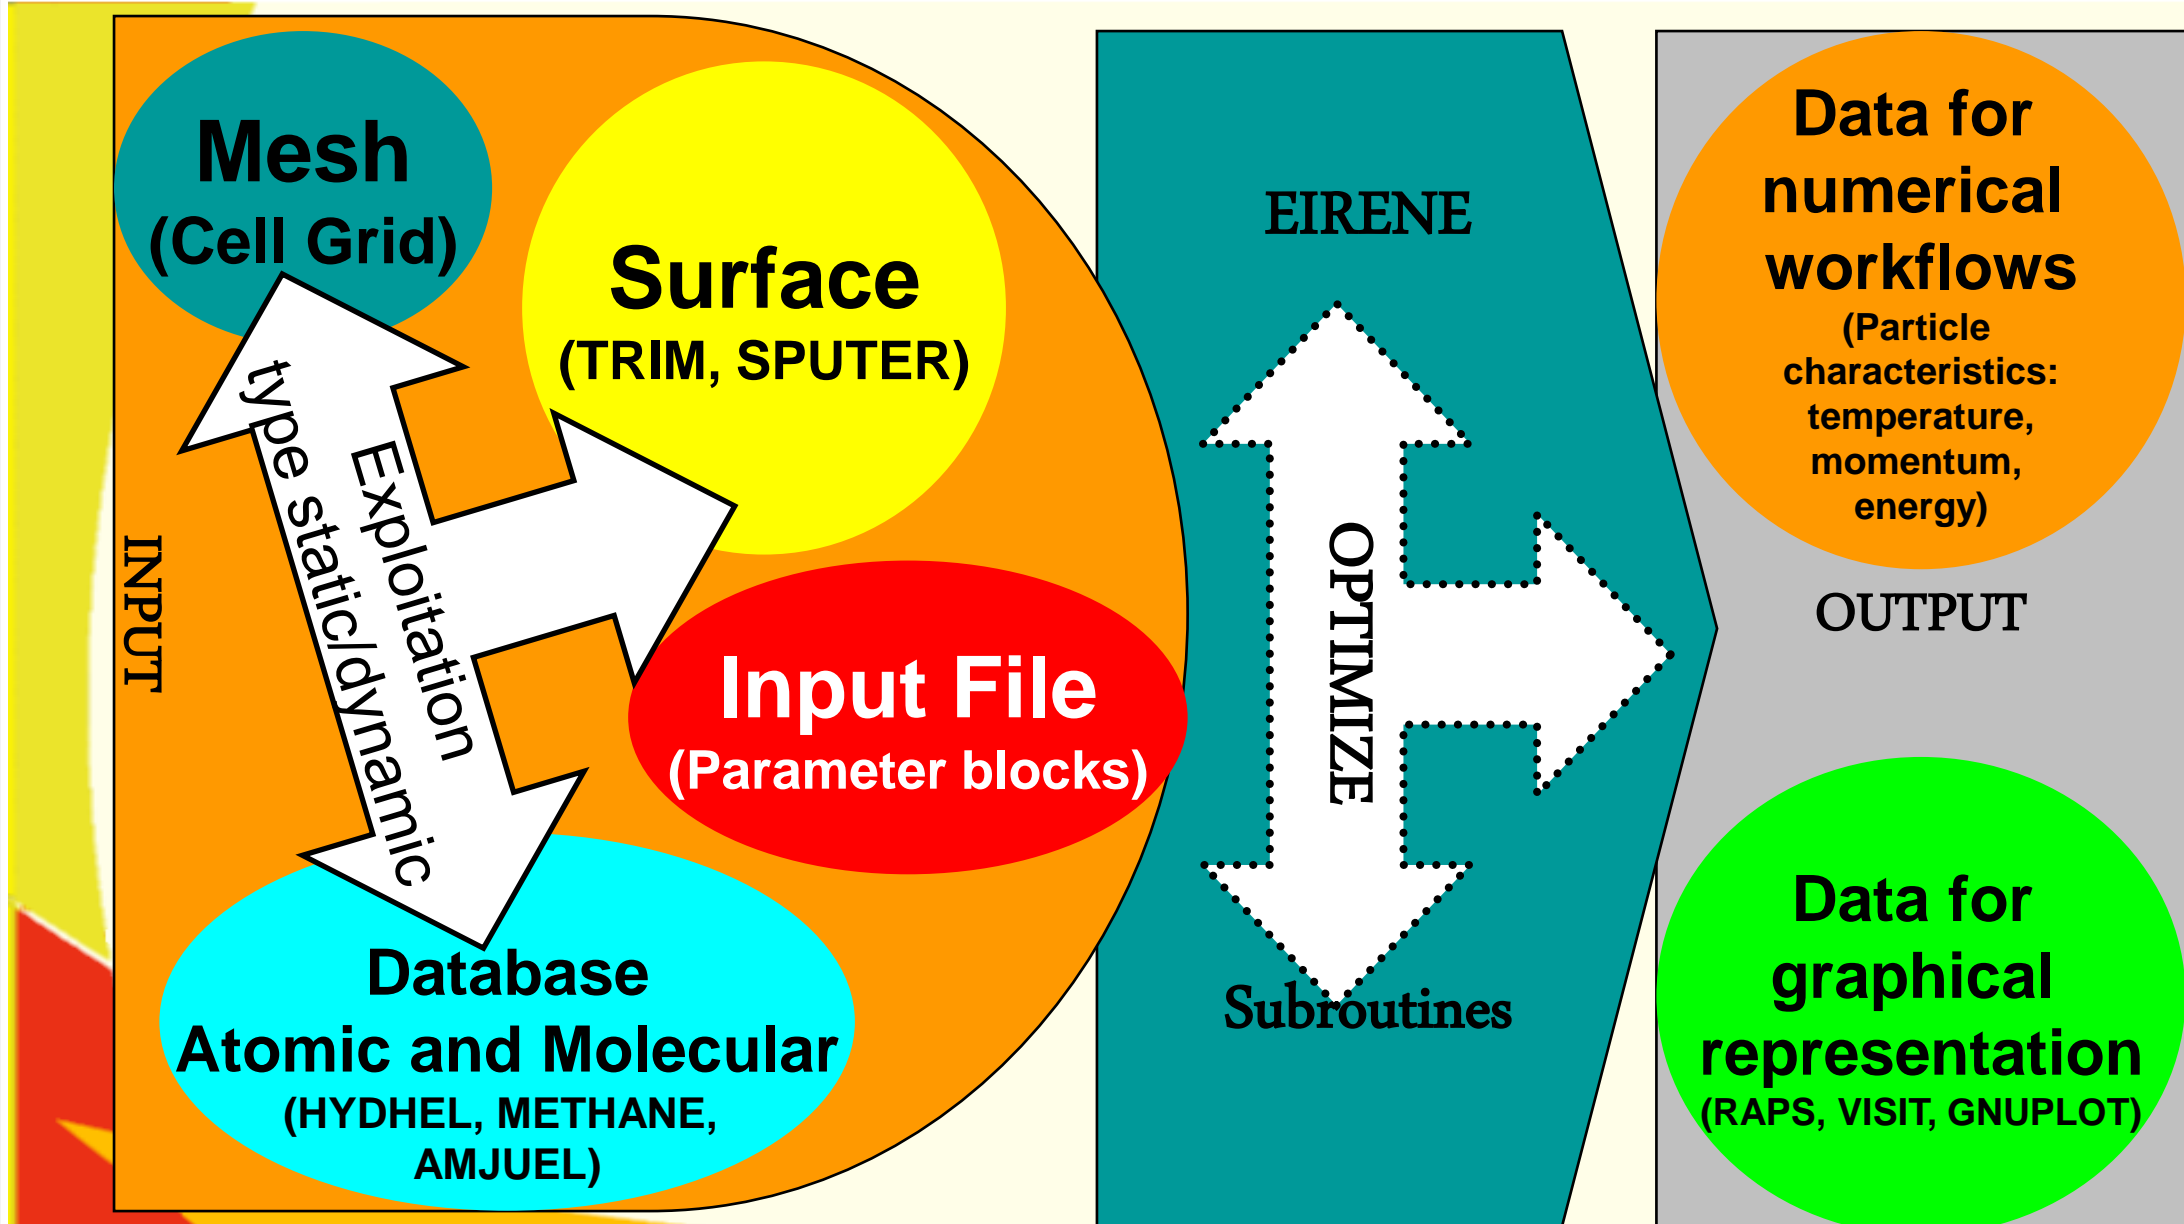 Mesh
(Cell Grid)
Surface
(TRIM, SPUTER)
INPUT
Exploitation
type static/dynamic
Input File
(Parameter blocks)
Database
Atomic and Molecular
(HYDHEL, METHANE,
AMJUEL)
EIRENE
OPTIMIZE
Subroutines
Data for
numerical
workflows
(Particle
characteristics:
temperature,
momentum,
energy)
OUTPUT
Data for
graphical
representation
(RAPS, VISIT, GNUPLOT)